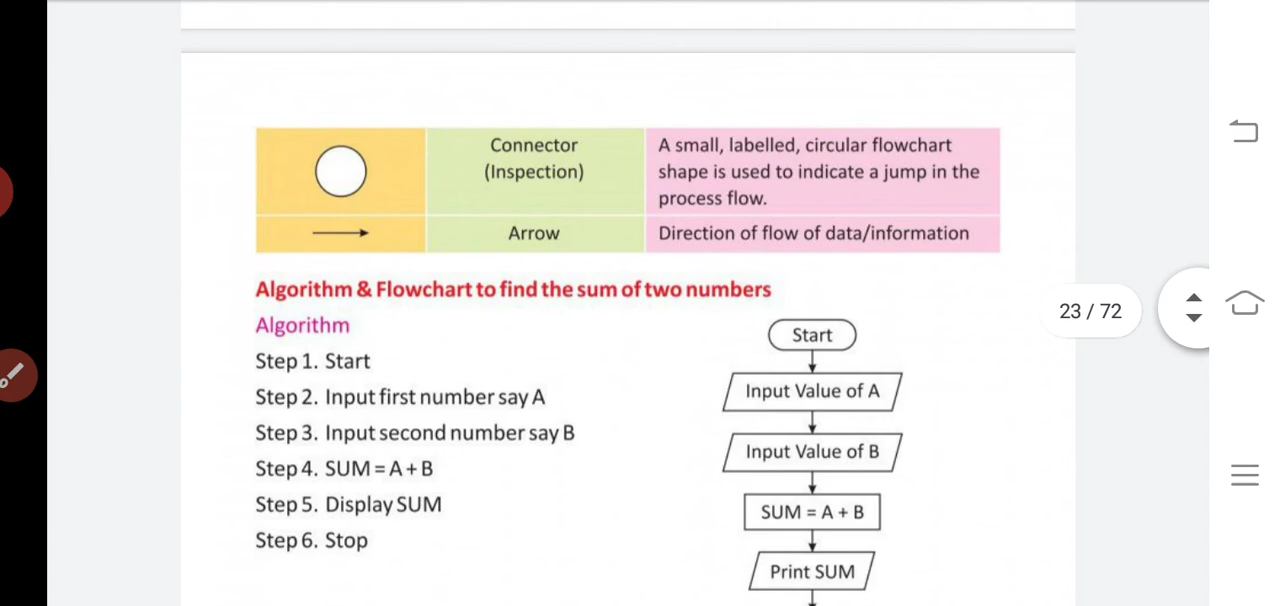 Connector
(Inspection)
A small, labelled, circular flowchart
shape is used to indicate a jump in the
process flow.
Arrow
Direction of flow of data/information
Algorithm & Flowchart to find the sum of two numbers
Algorithm
Step 1. Start
Step 2. Input first number say A
Step 3. Input second number say B
Step 4. SUM = A + B
Step 5. Display SUM
Step 6. Stop
Start
Input Value of A
Input Value of B
SUM = A + B
Print SUM
23 / 72